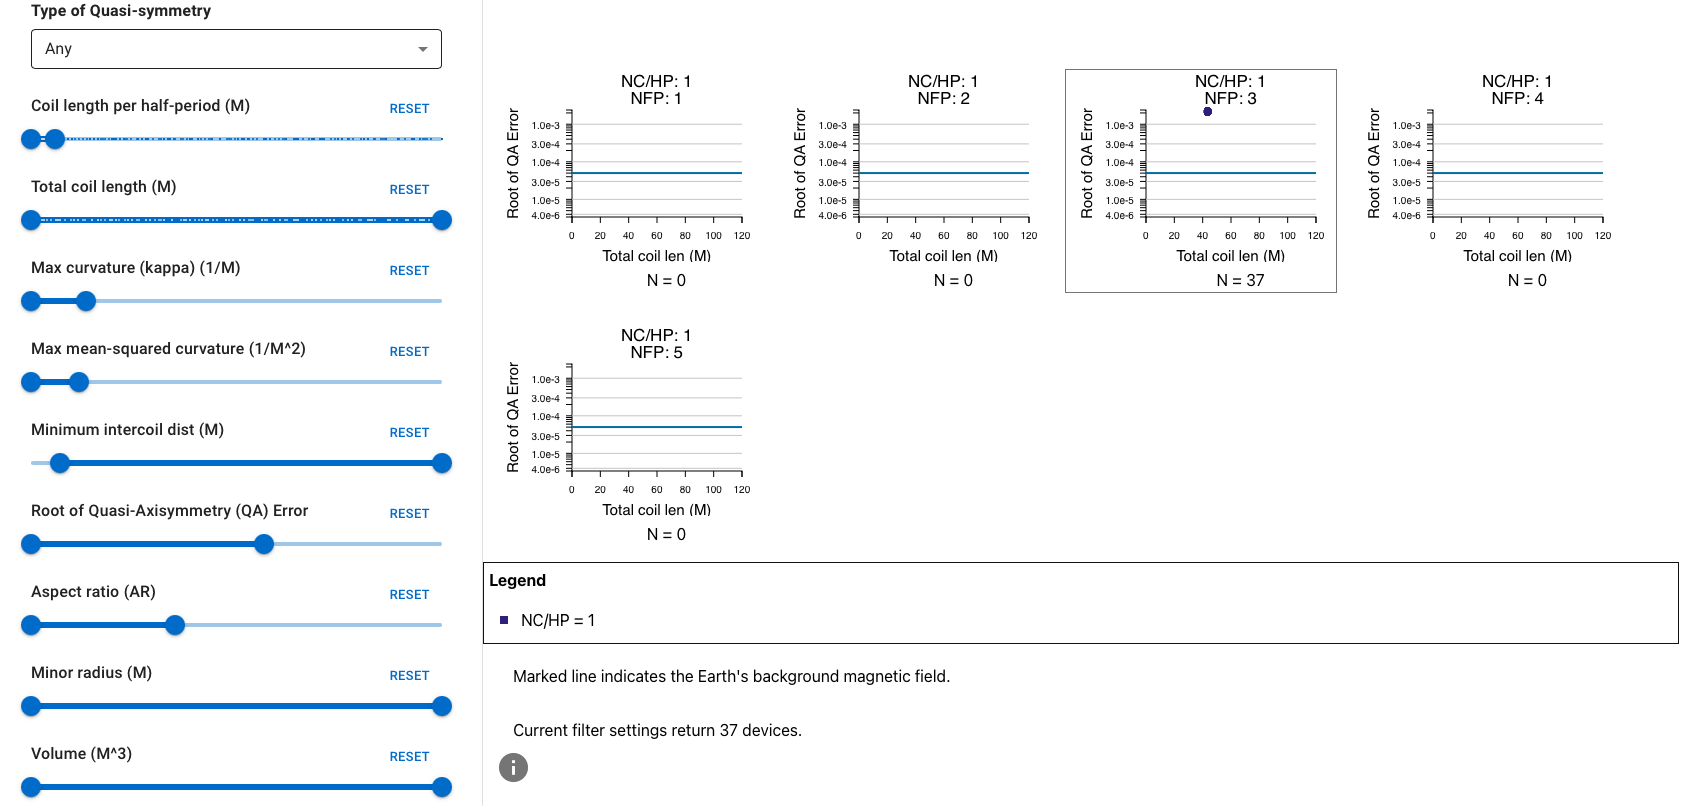 Type of Quasi-symmetry
Any
Coil length per half-period (M)
RESET
Total coil length (M)
RESET
Max curvature (kappa) (1/M)
RESET
Max mean-squared curvature (1/M^2)
RESET
Minimum intercoil dist (M)
RESET
Root of Quasi-Axisymmetry (QA) Error
RESET
Aspect ratio (AR)
RESET
Minor radius (M)
RESET
Volume (M^3)
RESET
NC/HP: 1
NFP: 1
Root of QA Error
1.0e-3
3.0e-4
1.0e-4
3.0e-5
1.0e-5
4.0e-6
0 20 40 60 80 100 120
Total coil len (M)
N = 0
NC/HP: 1
NFP: 2
Root of QA Error
1.0e-3
3.0e-4
1.0e-4
3.0e-5
1.0e-5
4.0e-6
0 20 40 60 80 100 120
Total coil len (M)
N = 0
NC/HP: 1
NFP: 3
Root of QA Error
1.0e-3
3.0e-4
1.0e-4
3.0e-5
1.0e-5
4.0e-6
0 20 40 60 80 100 120
Total coil len (M)
N = 37
NC/HP: 1
NFP: 4
Root of QA Error
1.0e-3
3.0e-4
1.0e-4
3.0e-5
1.0e-5
4.0e-6
0 20 40 60 80 100 120
Total coil len (M)
N = 0
NC/HP: 1
NFP: 5
Root of QA Error
1.0e-3
3.0e-4
1.0e-4
3.0e-5
1.0e-5
4.0e-6
0 20 40 60 80 100 120
Total coil len (M)
N = 0
Legend
NC/HP = 1
Marked line indicates the Earth's background magnetic field.
Current filter settings return 37 devices.
i